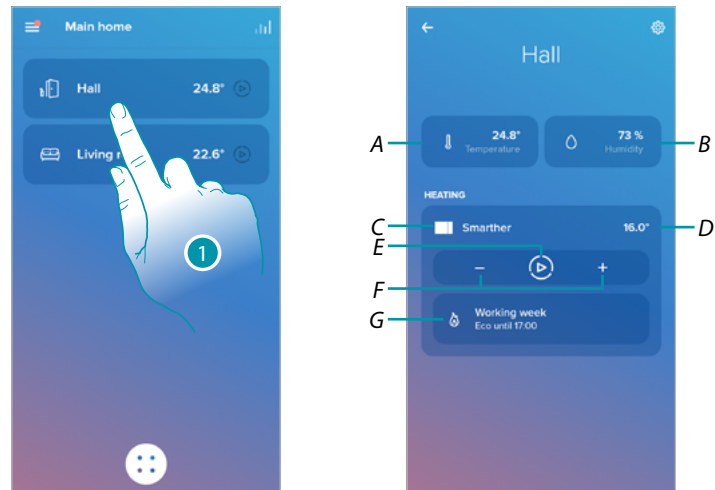 Main home
Hall 24.8°
Living 22.6°
1
Hall
A 24.8° Temperature
73 % Humidity B
HEATING
C Smarther 16.0° D
E
− +
F
G Working week
Eco until 17:00